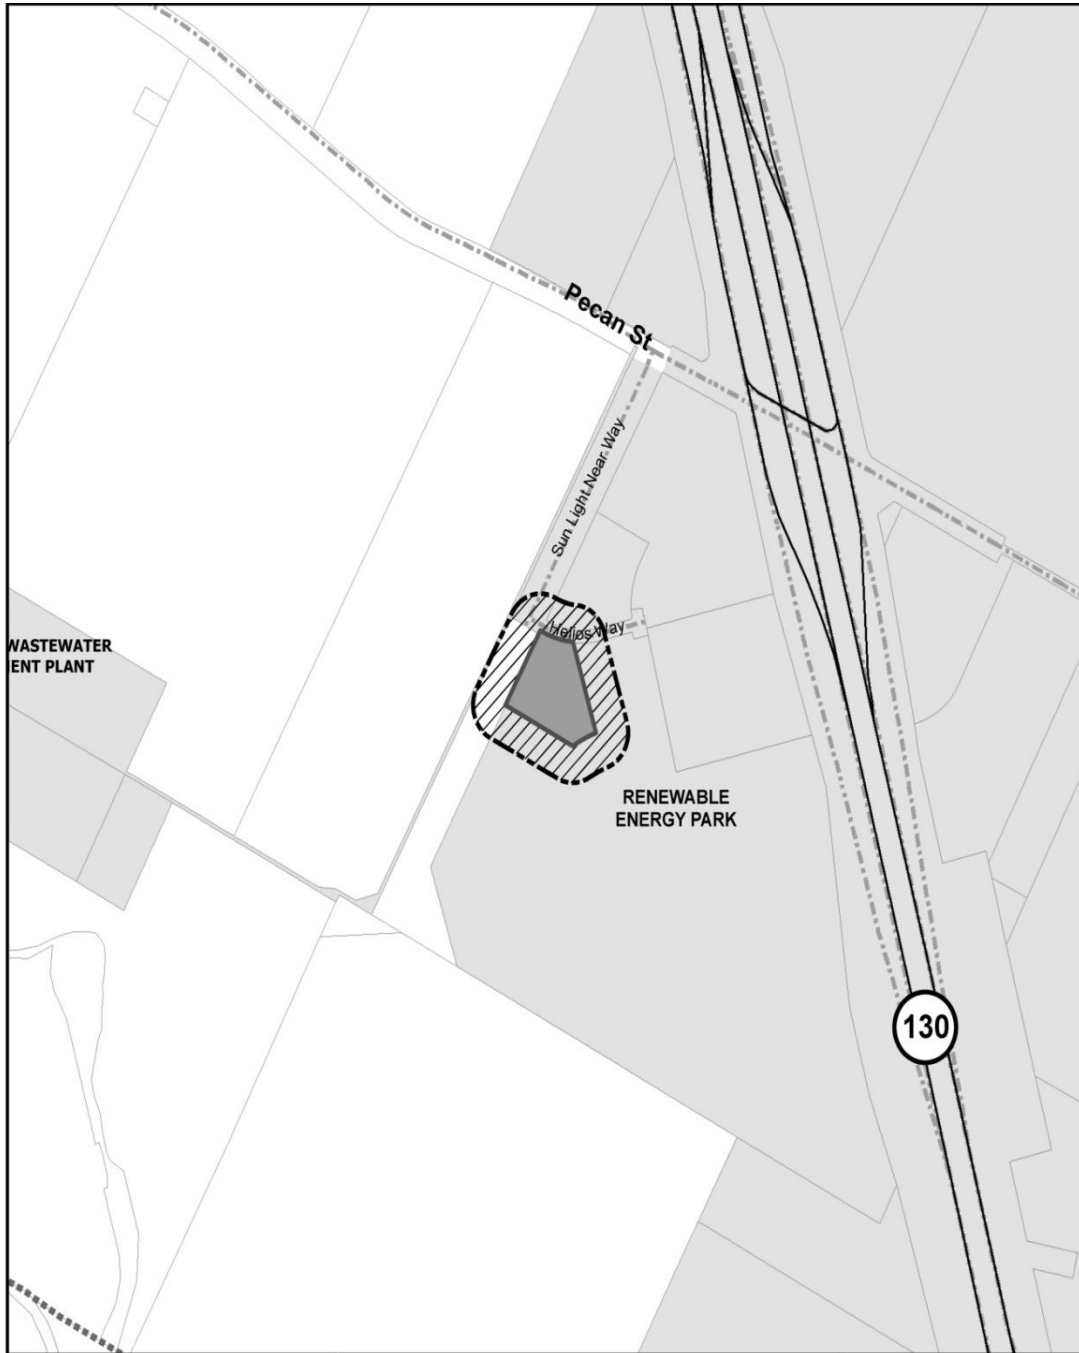 Pecan St
Sun Light Near Way
Helios Way
WASTEWATER
ENT PLANT
RENEWABLE
ENERGY PARK
130